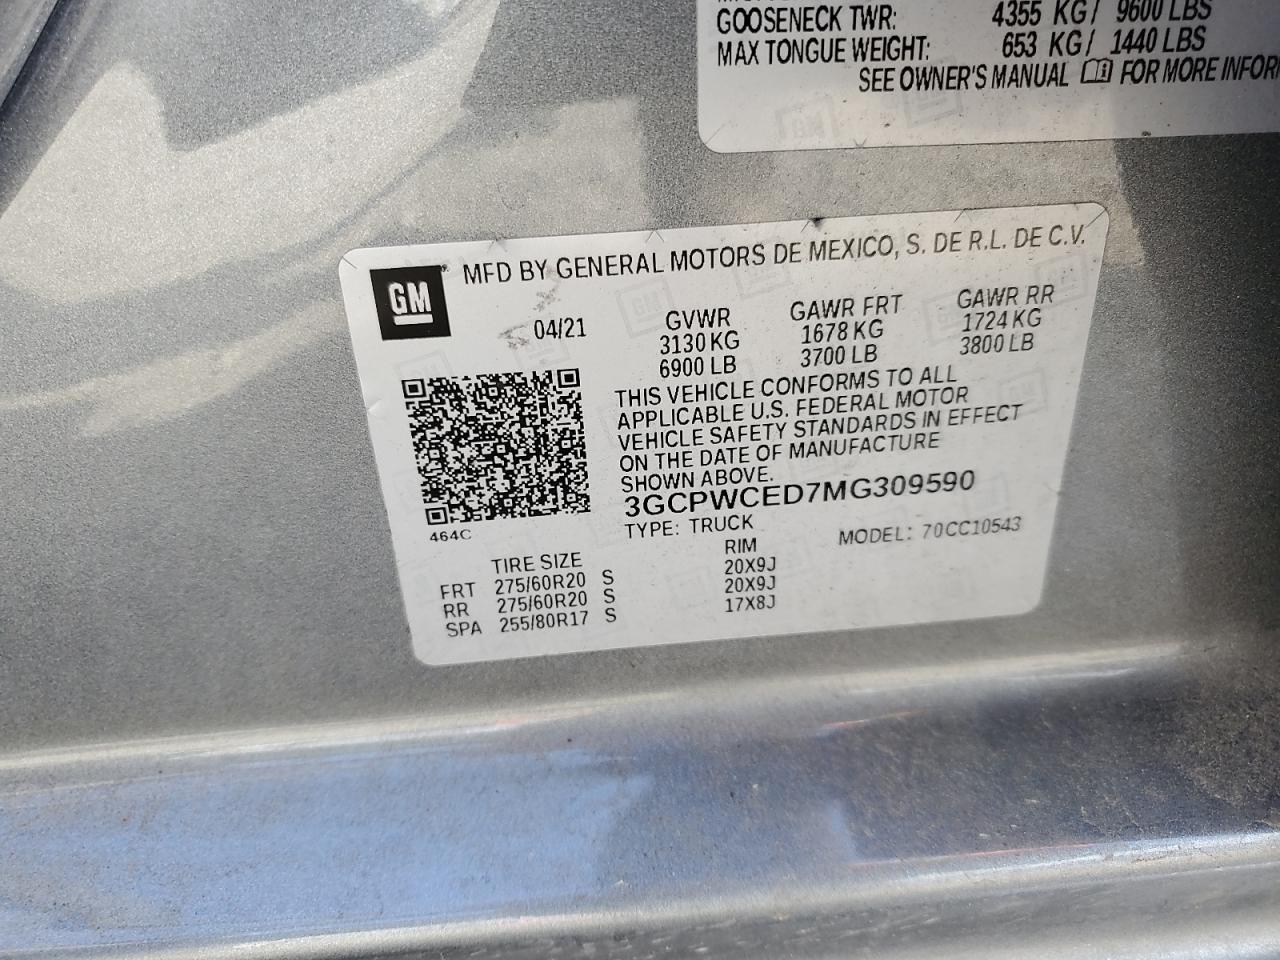 GOOSENECK TWR: 4355 KG/ 9600 LBS
MAX TONGUE WEIGHT: 653 KG/ 1440 LBS
SEE OWNER'S MANUAL FOR MORE INFOR
GM MFD BY GENERAL MOTORS DE MEXICO, S. DE R.L. DE C.V.
04/21 GVWR GAWR FRT GAWR RR
3130 KG 1678 KG 1724 KG
6900 LB 3700 LB 3800 LB
THIS VEHICLE CONFORMS TO ALL
APPLICABLE U.S. FEDERAL MOTOR
VEHICLE SAFETY STANDARDS IN EFFECT
ON THE DATE OF MANUFACTURE
SHOWN ABOVE.
3GCPWCED7MG309590
464C TYPE: TRUCK MODEL: 70CC10543
TIRE SIZE RIM
FRT 275/60R20 S 20X9J
RR 275/60R20 S 20X9J
SPA 255/80R17 S 17X8J